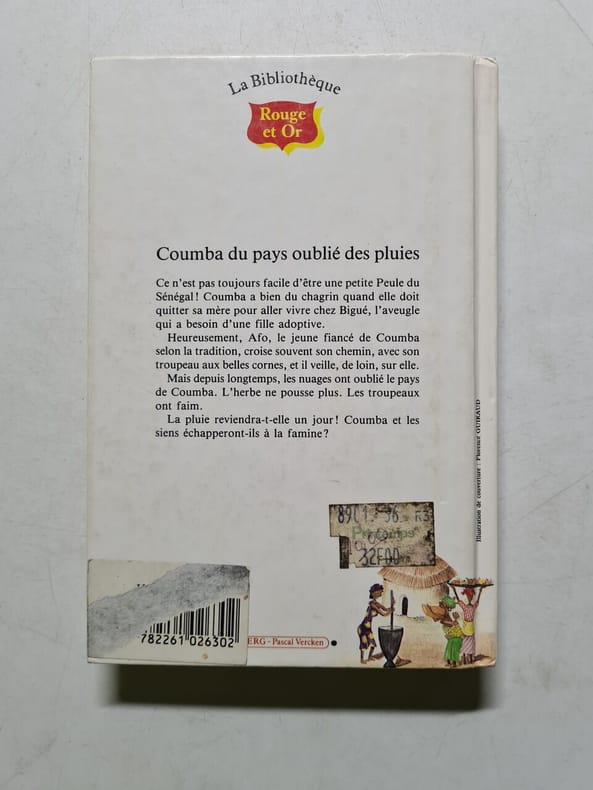 La Bibliothèque
Rouge
et Or
Coumba du pays oublié des pluies
Ce n'est pas toujours facile d'être une petite Peule du
Sénégal! Coumba a bien du chagrin quand elle doit
quitter sa mère pour aller vivre chez Bigué, l'aveugle
qui a besoin d'une fille adoptive.
Heureusement, Afo, le jeune fiancé de Coumba
selon la tradition, croise souvent son chemin, avec son
troupeau aux belles cornes, et il veille, de loin, sur elle.
Mais depuis longtemps, les nuages ont oublié le pays
de Coumba. L'herbe ne pousse plus. Les troupeaux
ont faim.
La pluie reviendra-t-elle un jour! Coumba et les
siens échapperont-ils à la famine?
Illustration de couverture : Florence GUIRAUD
Printemps
32F00
782261 026302
ERG - Pascal Vercken